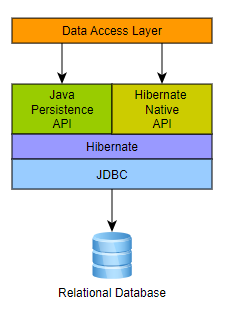 Data Access Layer
Java
Persistence
API
Hibernate
Native
API
Hibernate
JDBC
Relational Database